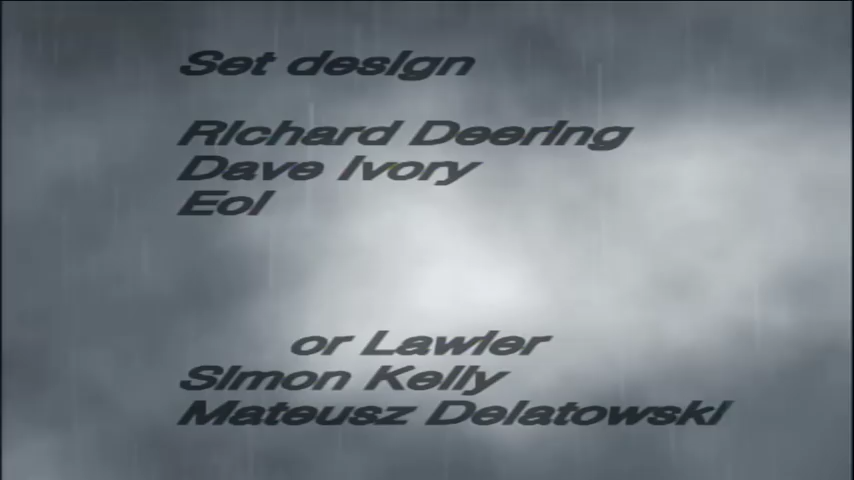 Set design
Richard Deering
Dave Ivory
Eol
or Lawler
Simon Kelly
Mateusz Delatowski